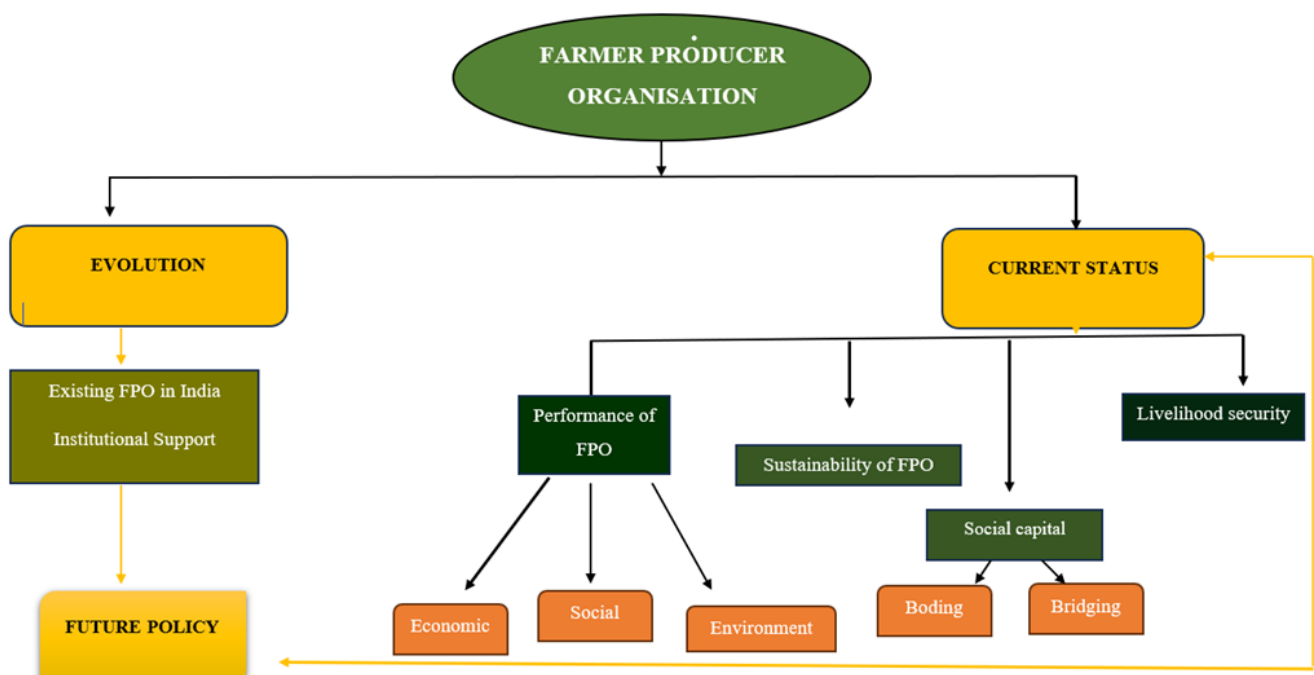 FARMER PRODUCER
ORGANISATION
EVOLUTION
CURRENT STATUS
Existing FPO in India
Institutional Support
Performance of
FPO
Sustainability of FPO
Livelihood security
Social capital
Economic
Social
Environment
Boding
Bridging
FUTURE POLICY